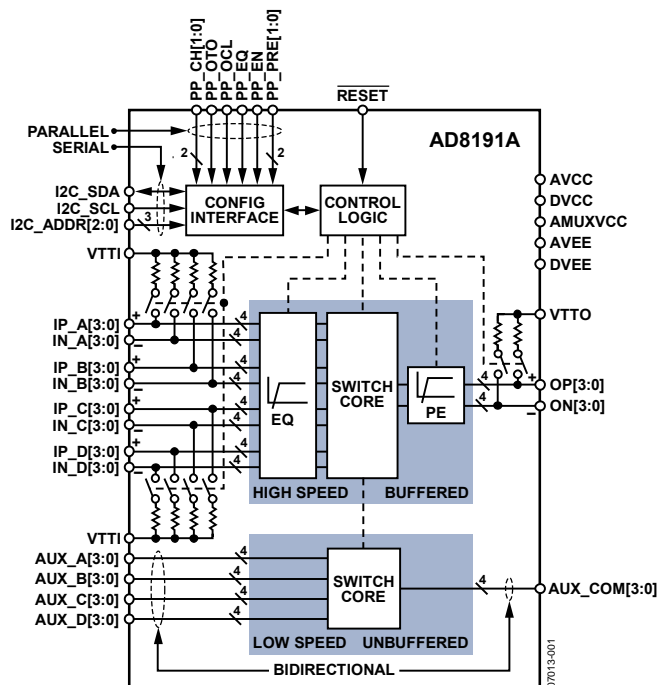 PP_CH[1:0]
PP_OTO
PP_OCL
PP_EQ
PP_EN
PP_PRE[1:0]
RESET
PARALLEL
SERIAL
AD8191A
2
2
I2C_SDA
I2C_SCL
I2C_ADDR[2:0]
3
CONFIG
INTERFACE
CONTROL
LOGIC
AVCC
DVCC
AMUXVCC
AVEE
DVEE
VTTI
VTTO
+
IP_A[3:0]
4
IN_A[3:0]
4
−
+
IP_B[3:0]
4
IN_B[3:0]
4
−
+
IP_C[3:0]
4
IN_C[3:0]
4
−
+
IP_D[3:0]
4
IN_D[3:0]
4
−
EQ
SWITCH
CORE
PE
4
+
OP[3:0]
4
ON[3:0]
−
HIGH SPEED
BUFFERED
VTTI
AUX_A[3:0]
4
AUX_B[3:0]
4
AUX_C[3:0]
4
AUX_D[3:0]
4
SWITCH
CORE
4
AUX_COM[3:0]
LOW SPEED
UNBUFFERED
BIDIRECTIONAL
07013-001